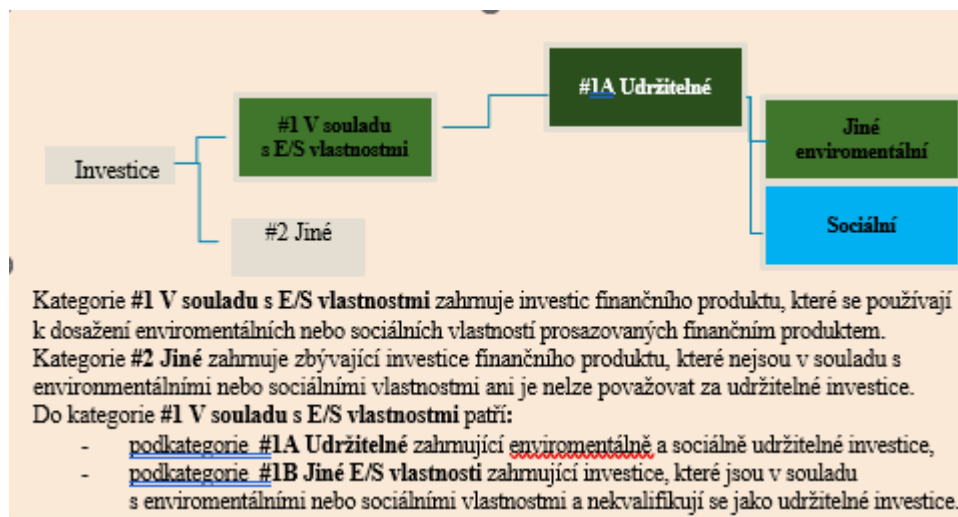 #1A Udržitelné
#1 V souladu
s E/S vlastnostmi
Jiné
enviromentální
Investice
#2 Jiné
Sociální
Kategorie #1 V souladu s E/S vlastnostmi zahrnuje investic finančního produktu, které se používají
k dosažení enviromentálních nebo sociálních vlastností prosazovaných finančním produktem.
Kategorie #2 Jiné zahrnuje zbývající investice finančního produktu, které nejsou v souladu s
environmentálními nebo sociálními vlastnostmi ani je nelze považovat za udržitelné investice.
Do kategorie #1 V souladu s E/S vlastnostmi patří:
- podkategorie #1A Udržitelné zahrnující enviromentálně a sociálně udržitelné investice,
- podkategorie #1B Jiné E/S vlastnosti zahrnující investice, které jsou v souladu
s enviromentálními nebo sociálními vlastnostmi a nekvalifikují se jako udržitelné investice.